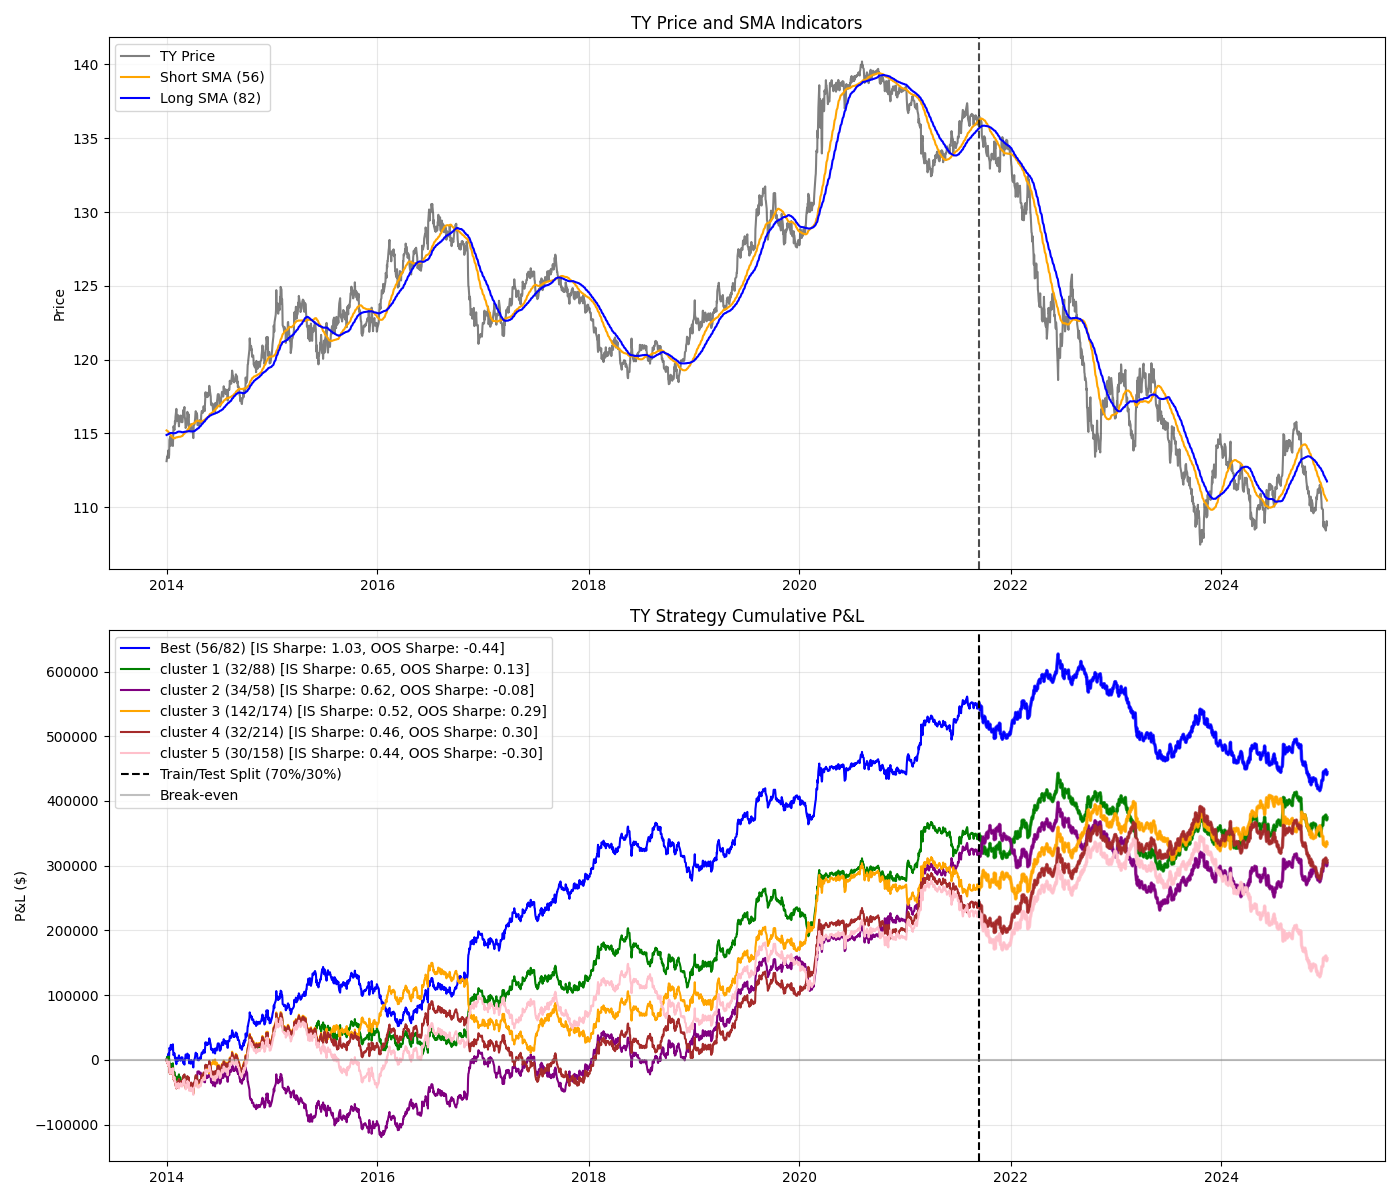 TY Price and SMA Indicators
TY Price
Short SMA (56)
Long SMA (82)
Price
140
135
130
125
120
115
110
2014 2016 2018 2020 2022 2024
TY Strategy Cumulative P&L
Best (56/82) [IS Sharpe: 1.03, OOS Sharpe: -0.44]
cluster 1 (32/88) [IS Sharpe: 0.65, OOS Sharpe: 0.13]
cluster 2 (34/58) [IS Sharpe: 0.62, OOS Sharpe: -0.08]
cluster 3 (142/174) [IS Sharpe: 0.52, OOS Sharpe: 0.29]
cluster 4 (32/214) [IS Sharpe: 0.46, OOS Sharpe: 0.30]
cluster 5 (30/158) [IS Sharpe: 0.44, OOS Sharpe: -0.30]
Train/Test Split (70%/30%)
Break-even
P&L ($)
600000
500000
400000
300000
200000
100000
0
−100000
2014 2016 2018 2020 2022 2024